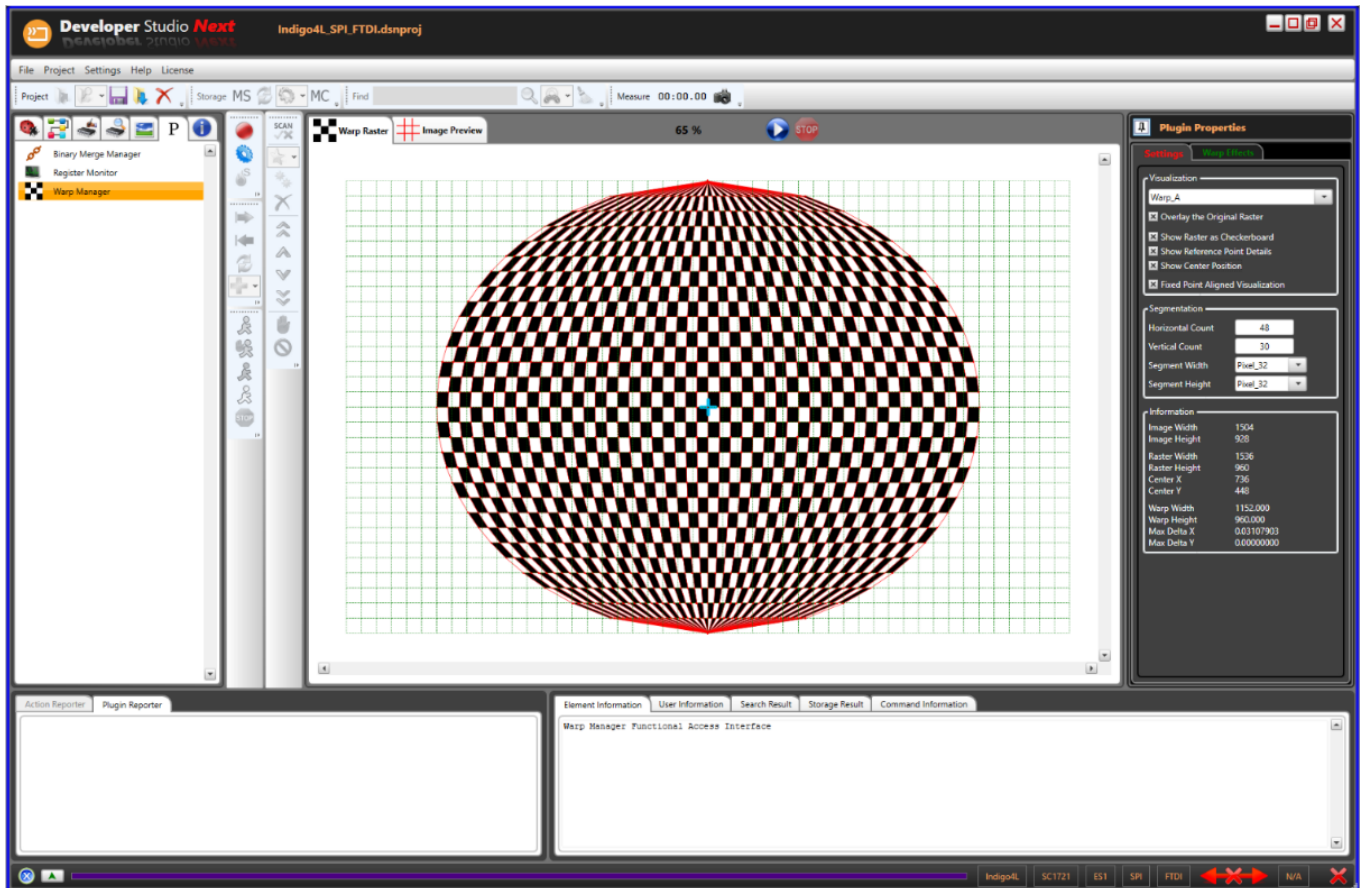 Developer Studio Next
Indigo4L_SPI_FTDI.dsnproj
File Project Settings Help License
Project Storage MS MC Find Measure 00:00.00
P
SCAN
Binary Merge Manager
Register Monitor
Warp Manager
S
STOP
Warp Raster Image Preview 65 % STOP
Plugin Properties
Settings Warp Effects
Visualization
Warp_A
Overlay the Original Raster
Show Raster as Checkerboard
Show Reference Point Details
Show Center Position
Fixed Point Aligned Visualization
Segmentation
Horizontal Count 48
Vertical Count 30
Segment Width Pixel_32
Segment Height Pixel_32
Information
Image Width 1504
Image Height 928
Raster Width 1536
Raster Height 960
Center X 736
Center Y 448
Warp Width 1152.000
Warp Height 960.000
Max Delta X 0.03107903
Max Delta Y 0.00000000
Action Reporter Plugin Reporter
Element Information User Information Search Result Storage Result Command Information
Warp Manager Functional Access Interface
Indigo4L SC1721 ES1 SPI FTDI N/A